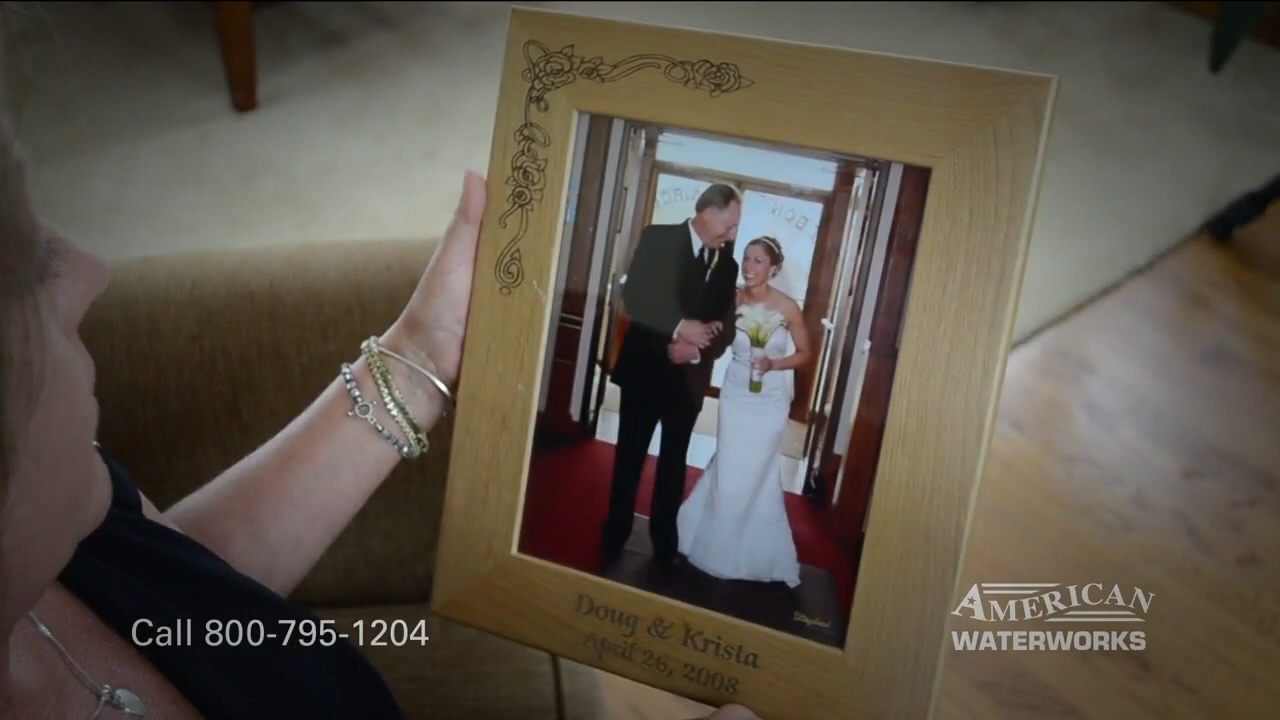 Doug & Krista
April 26, 2008
Call 800-795-1204
AMERICAN
WATERWORKS